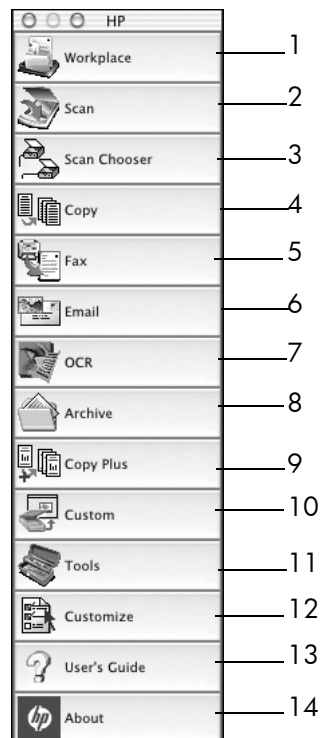 HP
Workplace 1
Scan 2
Scan Chooser 3
Copy 4
Fax 5
Email 6
OCR 7
Archive 8
Copy Plus 9
Custom 10
Tools 11
Customize 12
User's Guide 13
hp About 14